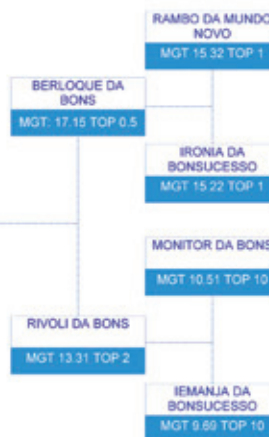 RAMBO DA MUNDO
NOVO
MGT 15.32 TOP 1
BERLOQUE DA
BONS
MGT: 17.15 TOP 0.5
IRONIA DA
BONSUCESSO
MGT 15.22 TOP 1
MONITOR DA BONS
MGT 10.51 TOP 10
RIVOLI DA BONS
MGT 13.31 TOP 2
IEMANJA DA
BONSUCESSO
MGT 9.69 TOP 10